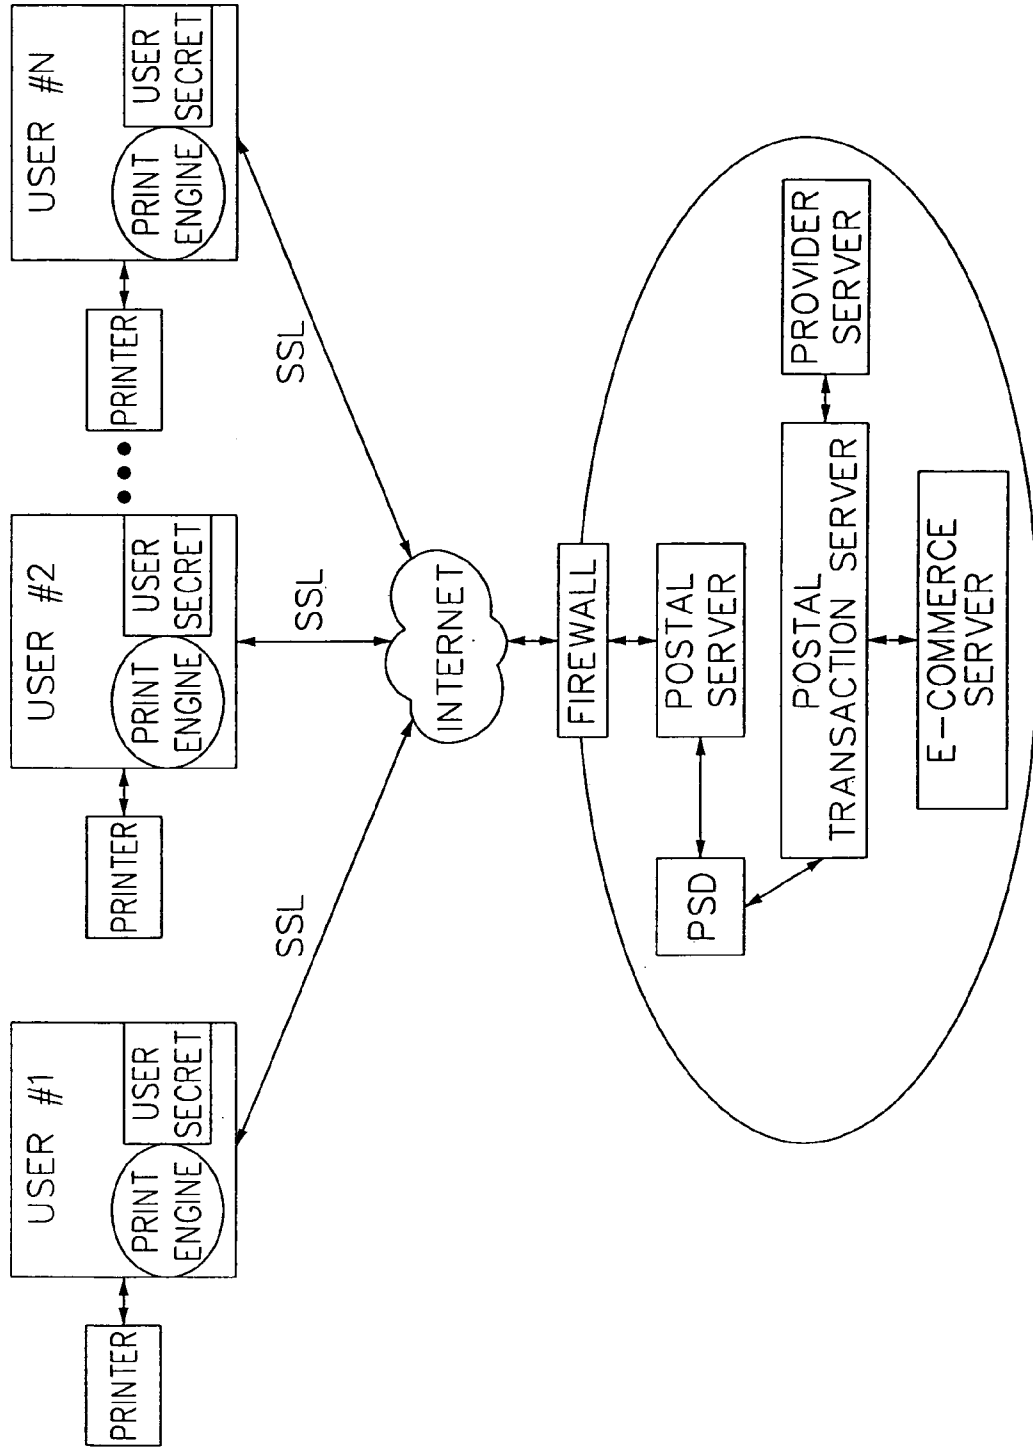 USER #1
PRINT
ENGINE
USER
SECRET
PRINTER
USER #2
PRINT
ENGINE
USER
SECRET
PRINTER
USER #N
PRINT
ENGINE
USER
SECRET
PRINTER
SSL
SSL
SSL
INTERNET
FIREWALL
PSD
POSTAL
SERVER
POSTAL
TRANSACTION SERVER
PROVIDER
SERVER
E-COMMERCE
SERVER